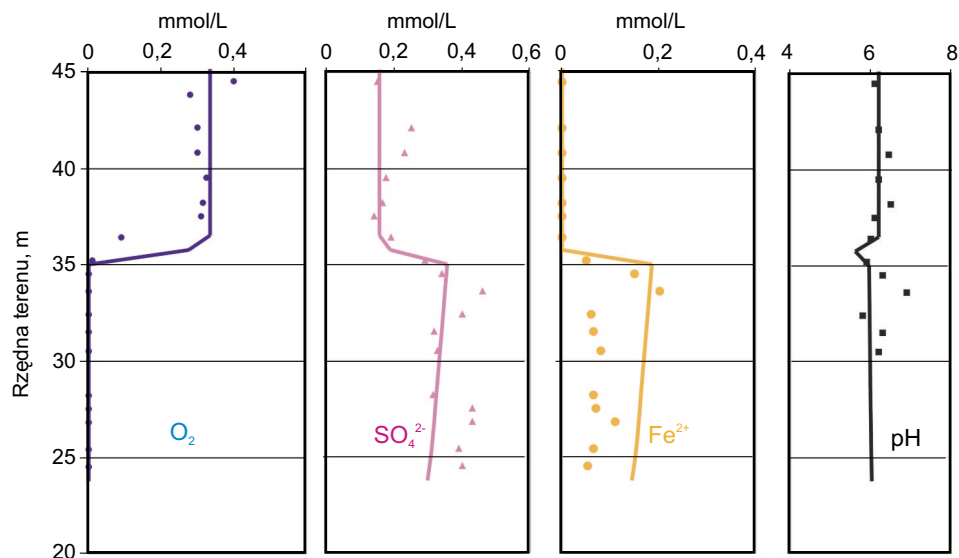 mmol/L mmol/L mmol/L
0 0,2 0,4 0,2 0,4 0,6 0 0,2 0,4 4 6 8
45
40
35
30
25
20
Rzędna terenu, m
O₂ SO₄²⁻ Fe²⁺ pH